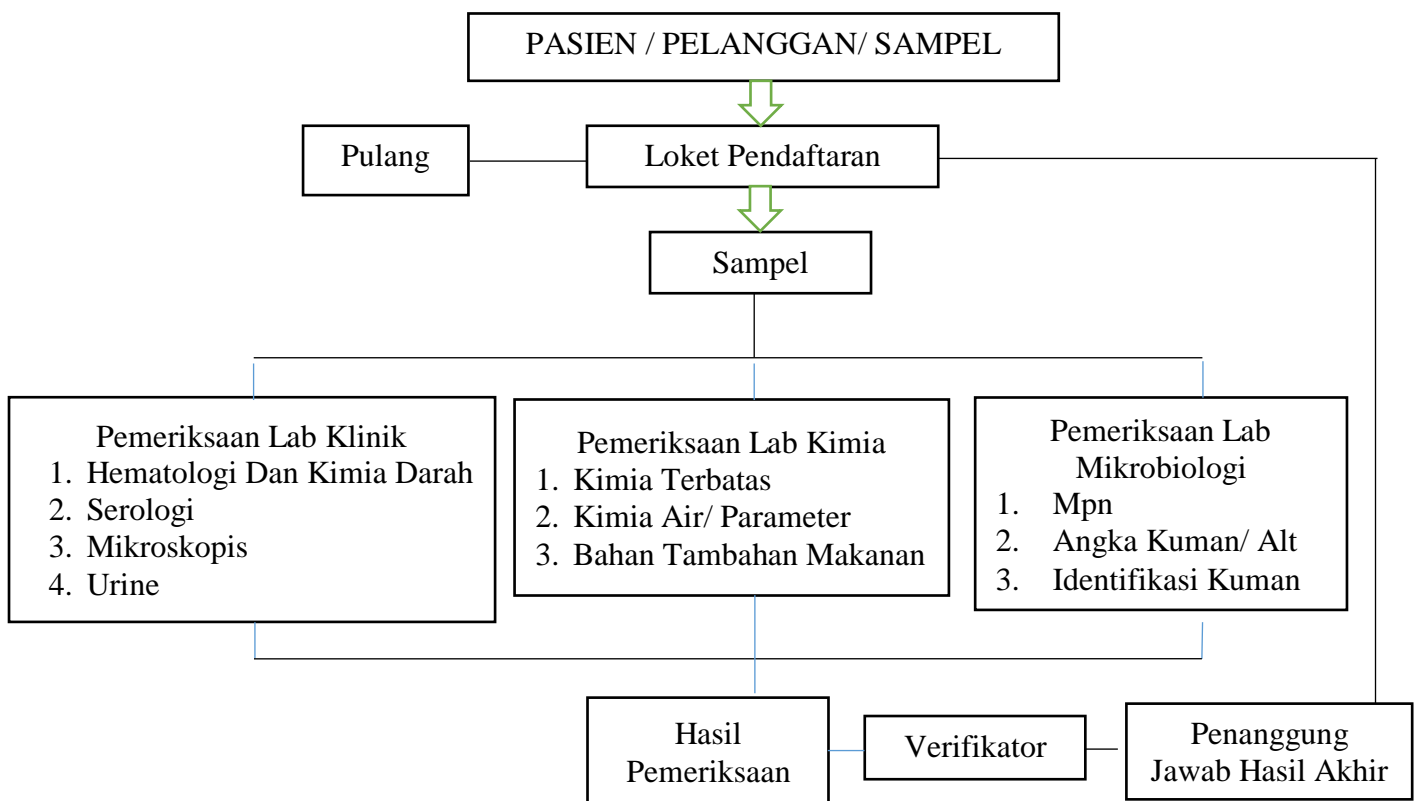 PASIEN / PELANGGAN/ SAMPEL
Pulang
Loket Pendaftaran
Sampel
Pemeriksaan Lab Klinik
1. Hematologi Dan Kimia Darah
2. Serologi
3. Mikroskopis
4. Urine
Pemeriksaan Lab Kimia
1. Kimia Terbatas
2. Kimia Air/ Parameter
3. Bahan Tambahan Makanan
Pemeriksaan Lab
Mikrobiologi
1. Mpn
2. Angka Kuman/ Alt
3. Identifikasi Kuman
Hasil
Pemeriksaan
Verifikator
Penanggung
Jawab Hasil Akhir